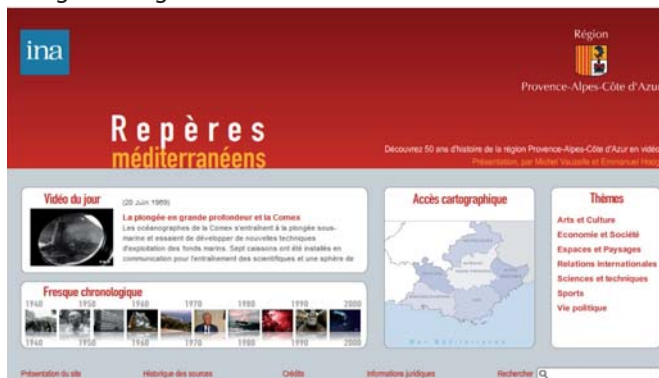 ina
Région
Provence-Alpes-Côte d'Azur
Repères
méditerranéens
Découvrez 50 ans d'histoire de la région Provence-Alpes-Côte d'Azur en vidéo
Présentation, par Michel Vauzelle et Emmanuel Hoog
Vidéo du jour
(20 Juin 1969)
La plongée en grande profondeur et la Comex
Les océanographes de la Comex s'entraînent à la plongée sous-
marine et essaient de développer de nouvelles techniques
d'exploitation des fonds marins. Sept caissons ont été installés en
communication pour l'entraînement des scientifiques et une sphère de
Accès cartographique
Mer Méditerranée
Thèmes
Arts et Culture
Economie et Société
Espaces et Paysages
Relations internationales
Sciences et techniques
Sports
Vie politique
Fresque chronologique
1940 1950 1960 1970 1980 1990 2000
1940 1950 1960 1970 1980 1990 2000
Présentation du site Historique des sources Crédits Informations juridiques Rechercher